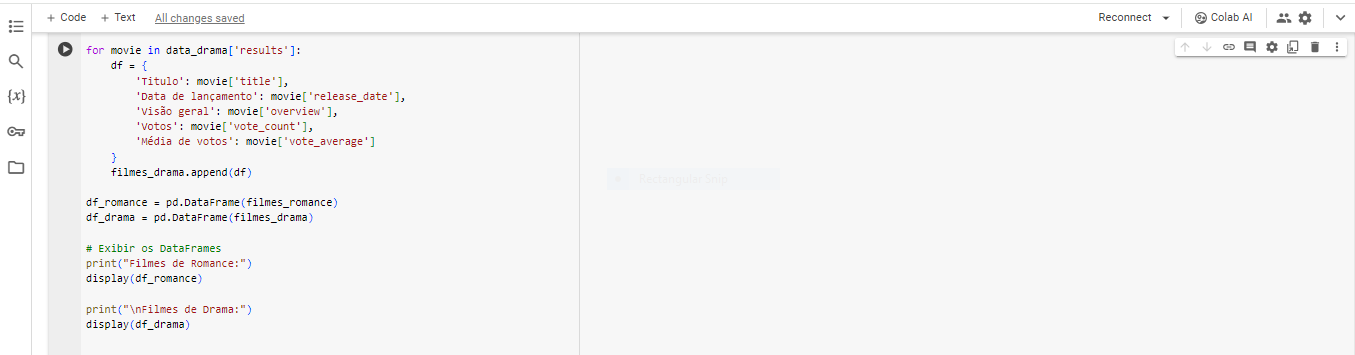 + Code + Text All changes saved Reconnect Colab AI
for movie in data_drama['results']:
df = {
'Titulo': movie['title'],
'Data de lançamento': movie['release_date'],
'Visão geral': movie['overview'],
'Votos': movie['vote_count'],
'Média de votos': movie['vote_average']
}
filmes_drama.append(df)
df_romance = pd.DataFrame(filmes_romance)
df_drama = pd.DataFrame(filmes_drama)
# Exibir os DataFrames
print("Filmes de Romance:")
display(df_romance)
print("\nFilmes de Drama:")
display(df_drama)
{x}
Rectangular Snip